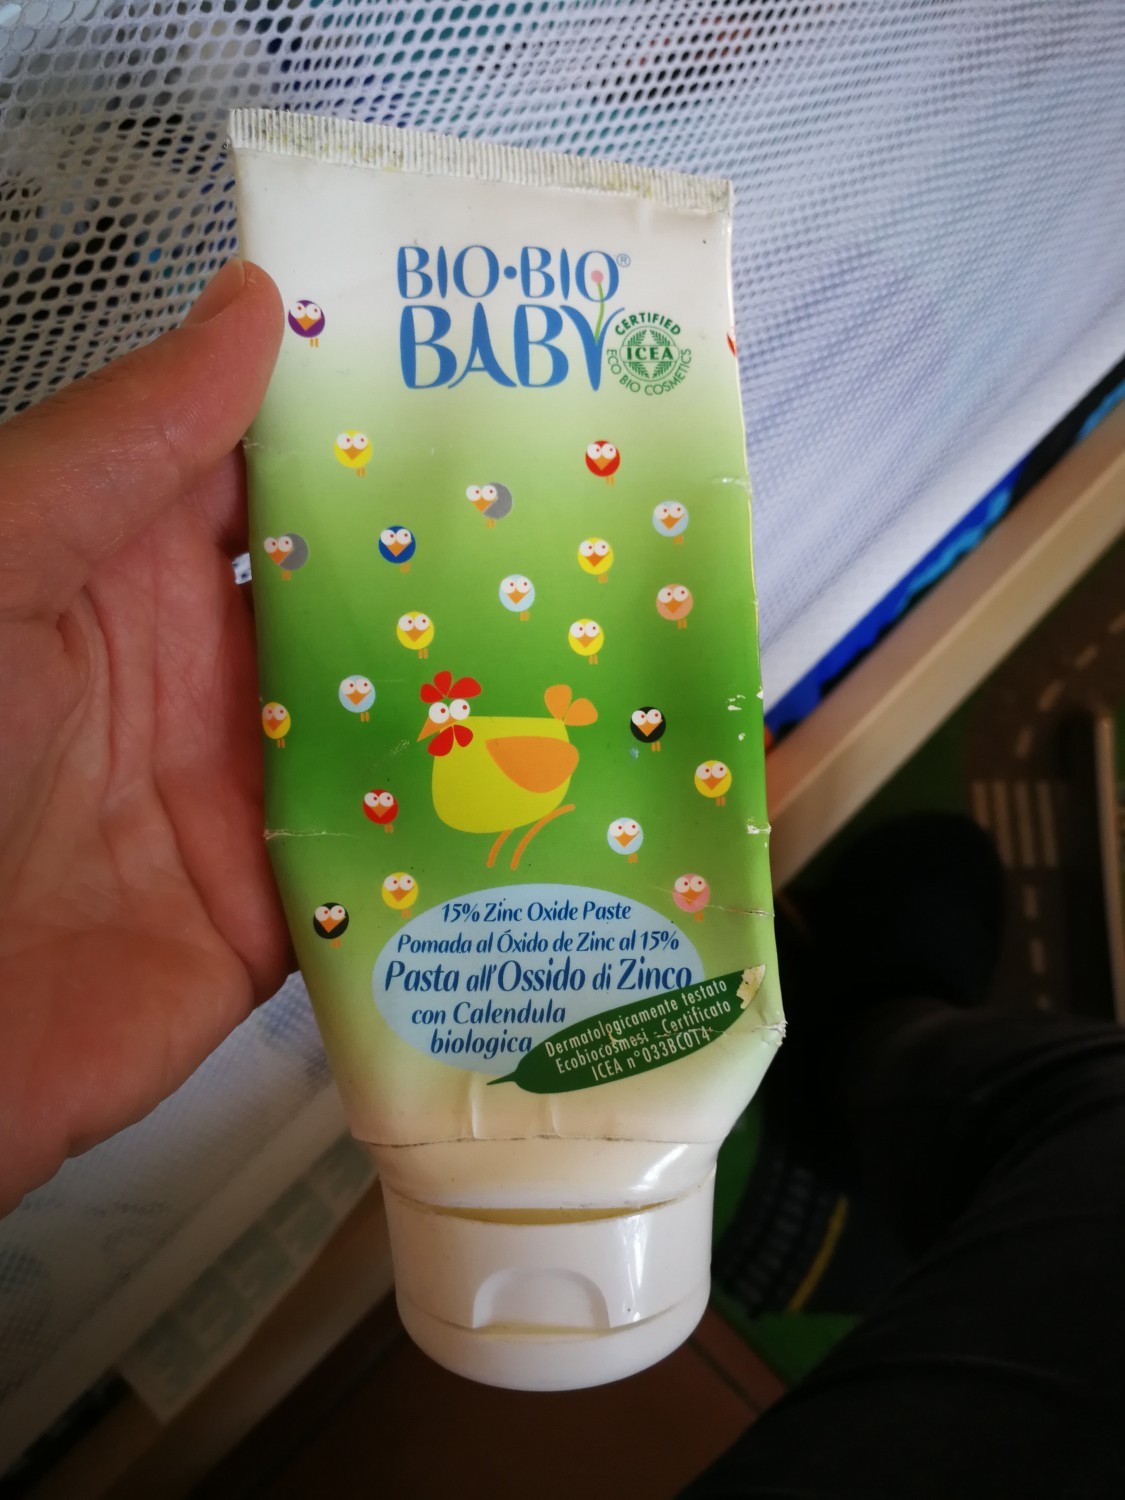 BIO•BIO®
BABY
CERTIFIED
ICEA
ECO BIO COSMETICS
15% Zinc Oxide Paste
Pomada al Óxido de Zinc al 15%
Pasta all'Ossido di Zinco
con Calendula
biologica
Dermatologicamente testato
Ecobiocosmesi - Certificato
ICEA n°033BC0T4